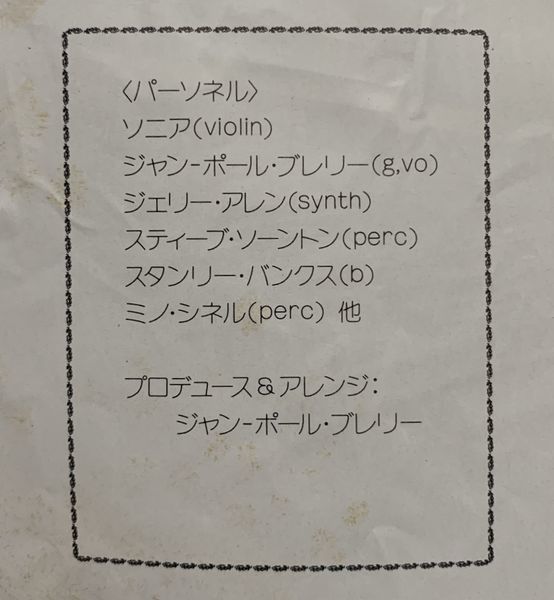 〈パーソネル〉
ソニア(violin)
ジャン-ポール・ブレリー(g,vo)
ジェリー・アレン(synth)
スティーブ・ソーントン(perc)
スタンリー・バンクス(b)
ミノ・シネル(perc) 他
プロデュース&アレンジ:
ジャン-ポール・ブレリー